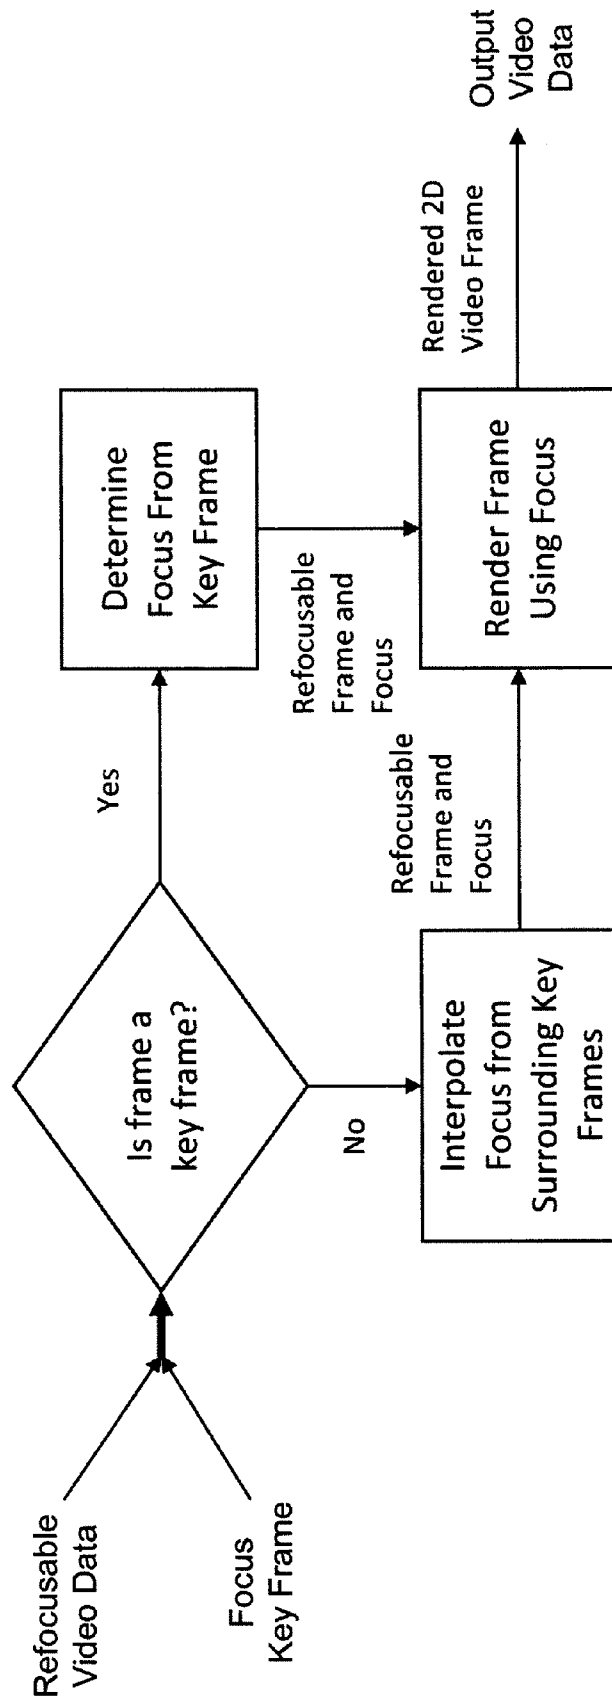 Refocusable
Video Data
Focus
Key Frame
Is frame a
key frame?
Yes
No
Determine
Focus From
Key Frame
Refocusable
Frame and
Focus
Interpolate
Focus from
Surrounding Key
Frames
Refocusable
Frame and
Focus
Render Frame
Using Focus
Rendered 2D
Video Frame
Output
Video
Data